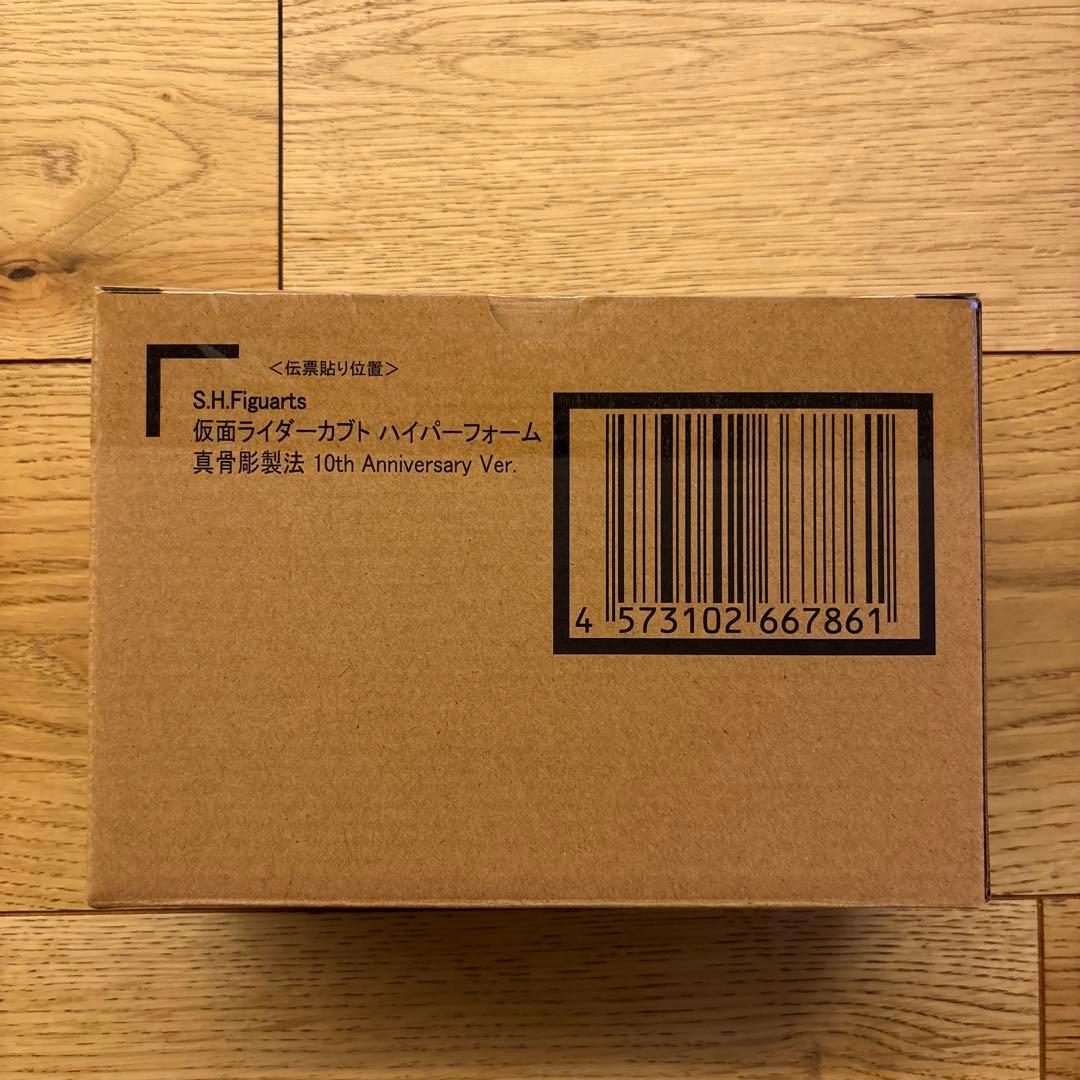 <伝票貼り位置>
S.H.Figuarts
仮面ライダーカブト ハイパーフォーム
真骨彫製法 10th Anniversary Ver.
4 573102 667861